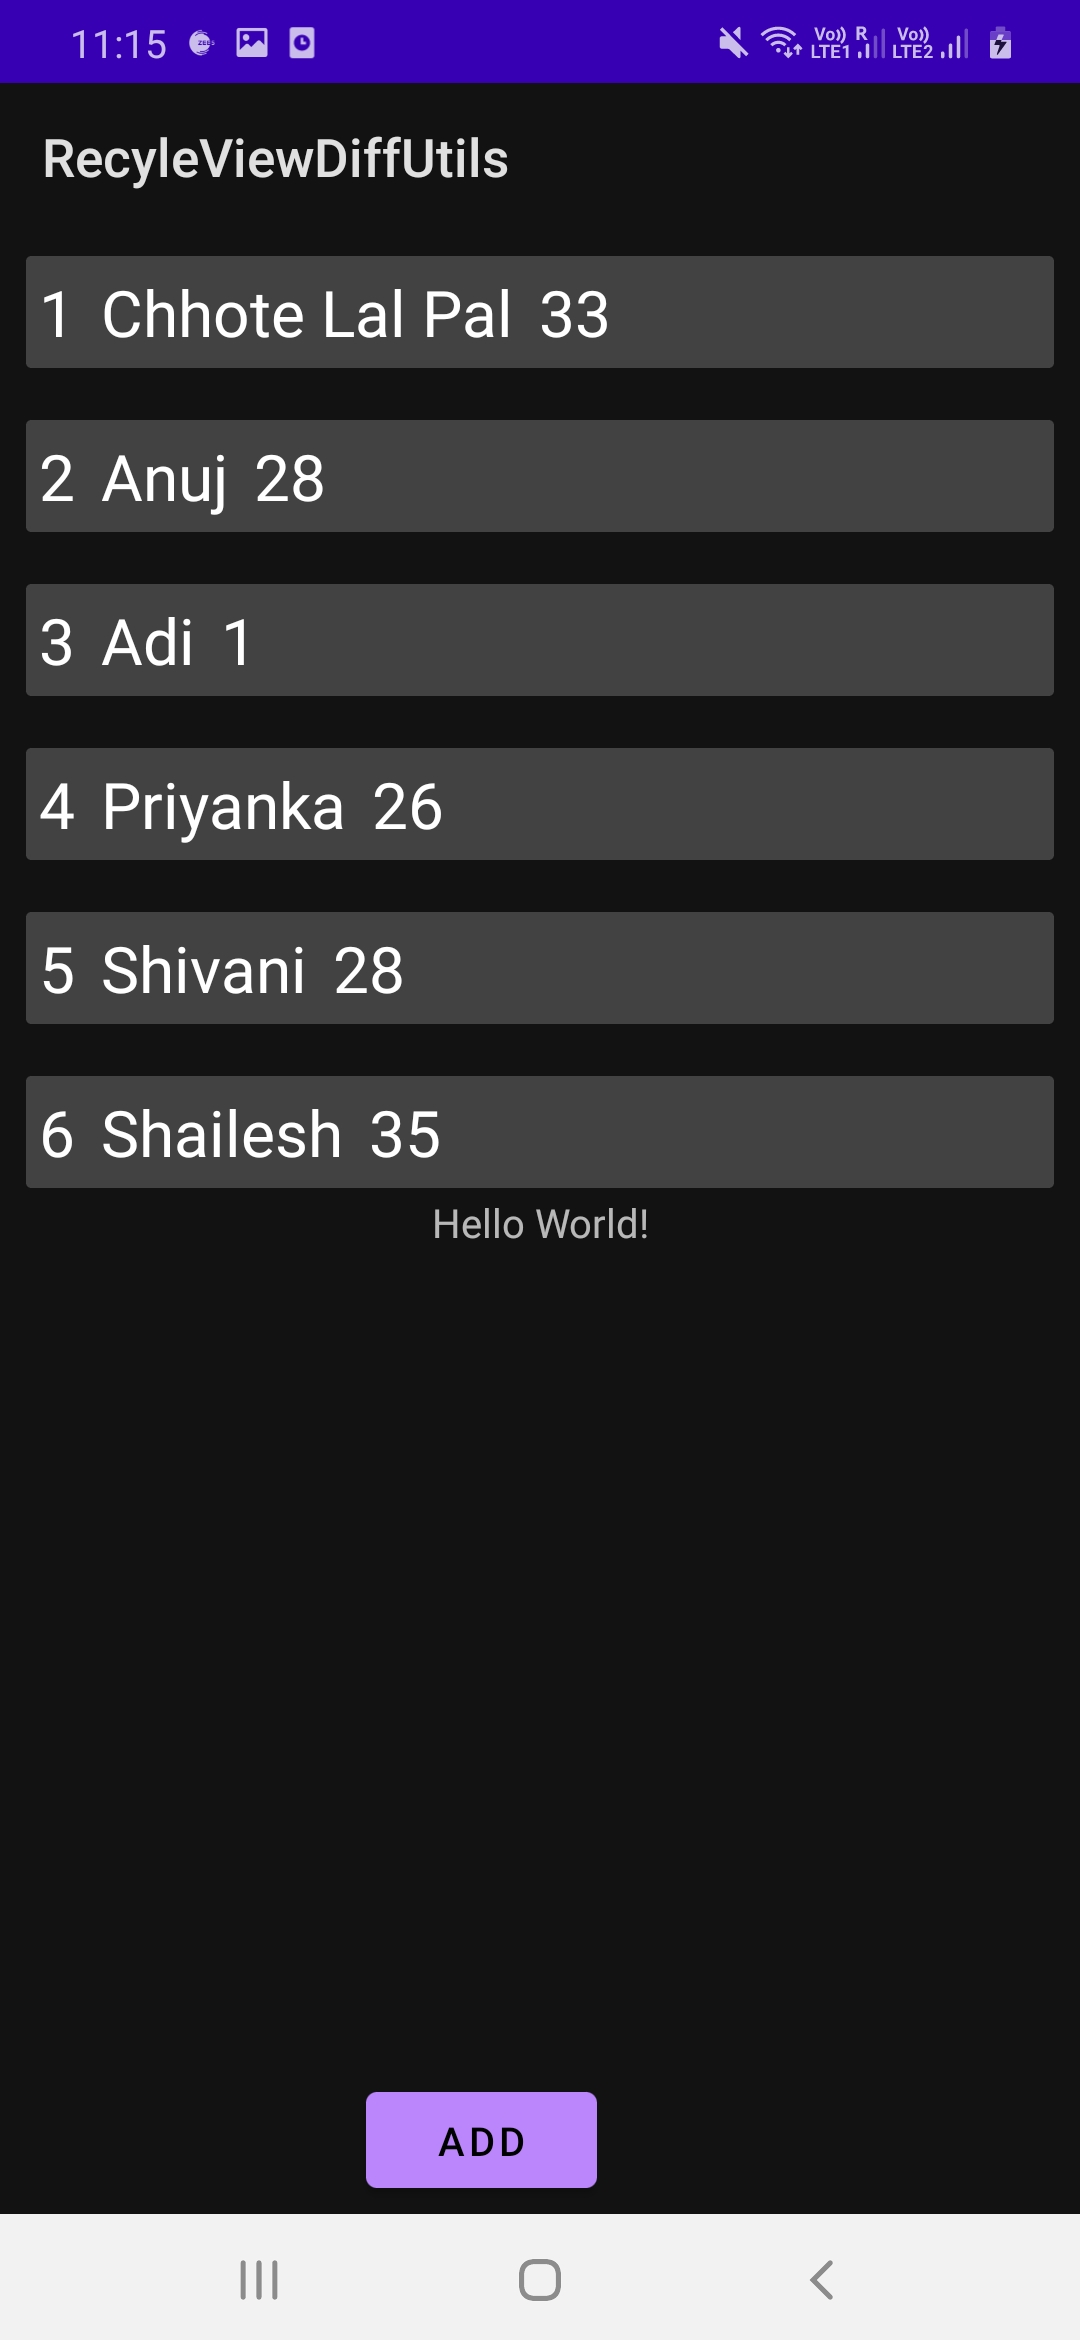 11:15 ZEE5 Vo)) R Vo))
LTE1 LTE2
RecyleViewDiffUtils
1 Chhote Lal Pal 33
2 Anuj 28
3 Adi 1
4 Priyanka 26
5 Shivani 28
6 Shailesh 35
Hello World!
ADD